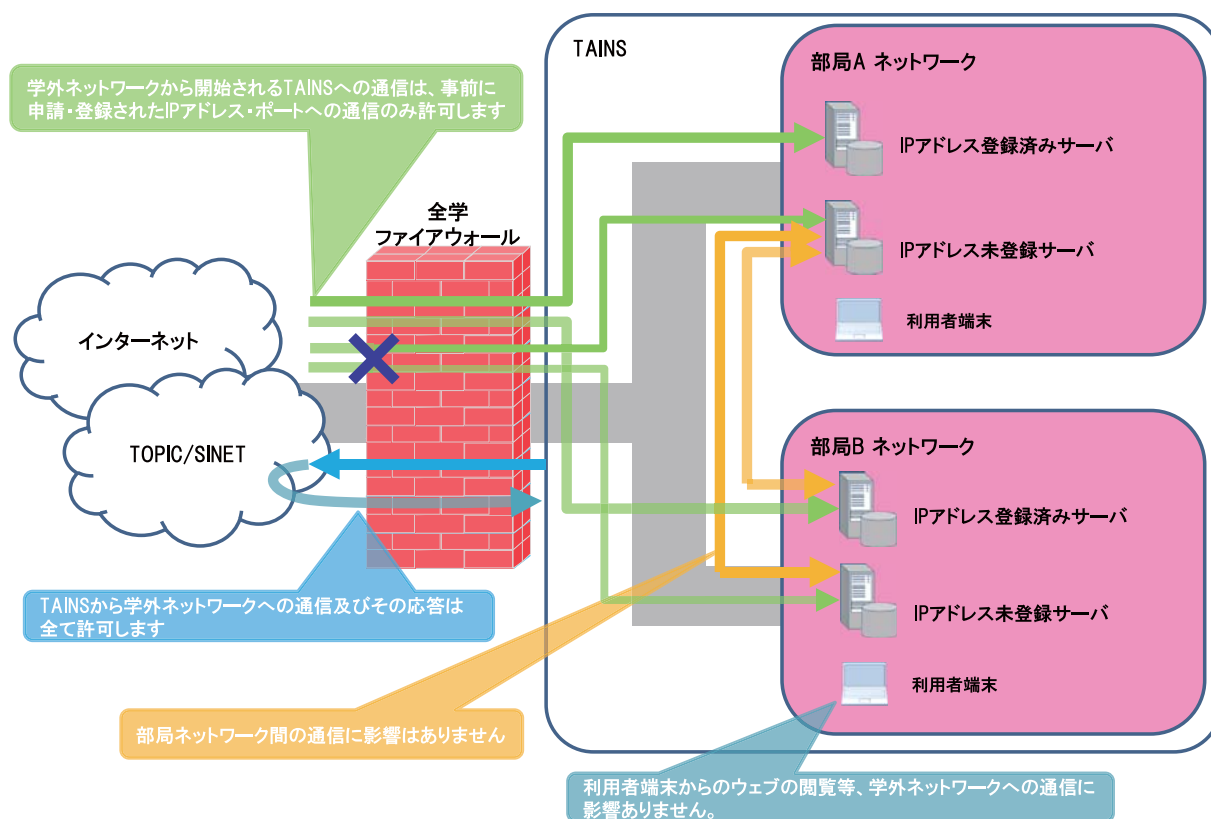 TAINS
部局A ネットワーク
学外ネットワークから開始されるTAINSへの通信は、事前に
申請・登録されたIPアドレス・ポートへの通信のみ許可します
IPアドレス登録済みサーバ
全学
ファイアウォール
IPアドレス未登録サーバ
利用者端末
インターネット
TOPIC/SINET
部局B ネットワーク
IPアドレス登録済みサーバ
TAINSから学外ネットワークへの通信及びその応答は
全て許可します
IPアドレス未登録サーバ
利用者端末
部局ネットワーク間の通信に影響はありません
利用者端末からのウェブの閲覧等、学外ネットワークへの通信に
影響ありません。